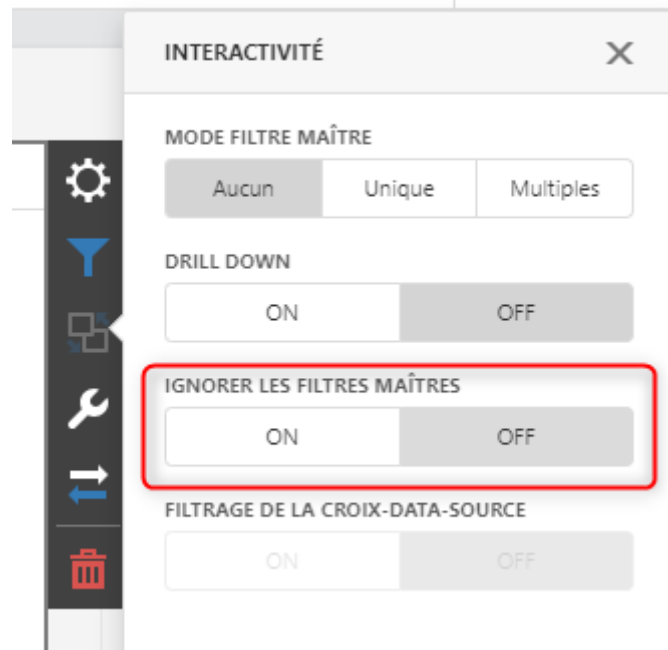 INTERACTIVITÉ
MODE FILTRE MAÎTRE
Aucun Unique Multiples
DRILL DOWN
ON OFF
IGNORER LES FILTRES MAÎTRES
ON OFF
FILTRAGE DE LA CROIX-DATA-SOURCE
ON OFF